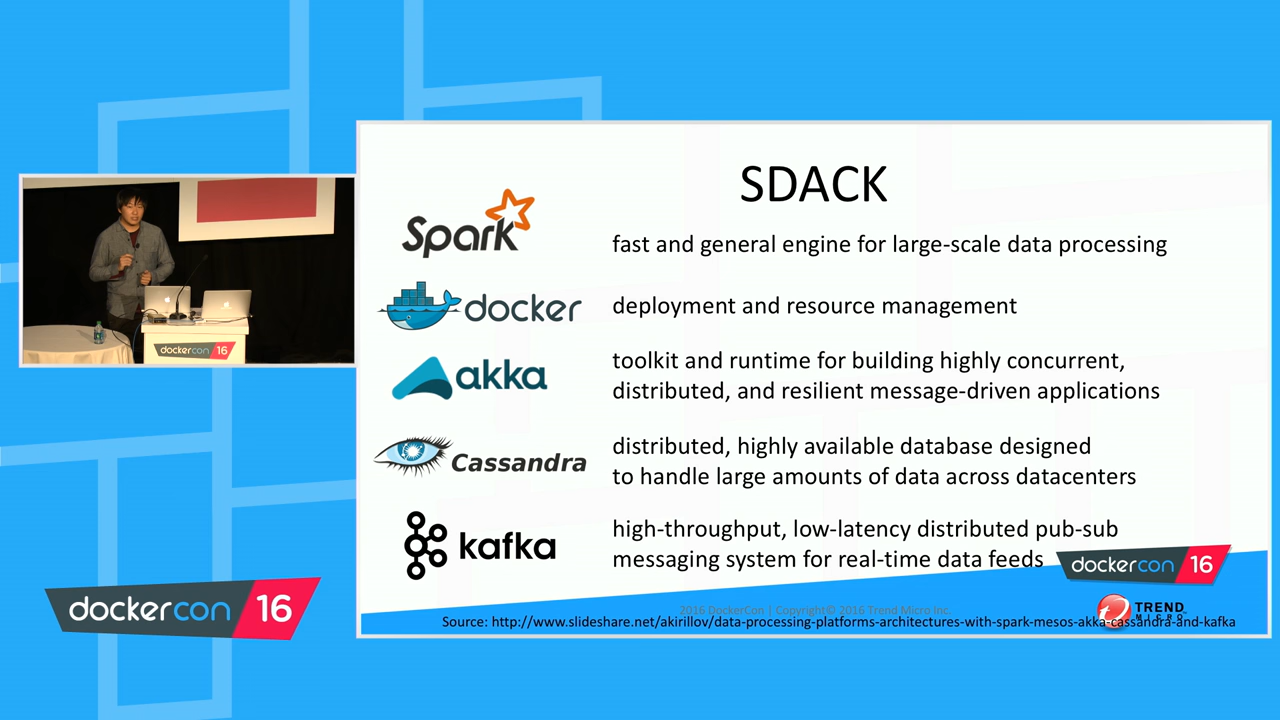 SDACK
Spark
fast and general engine for large-scale data processing
docker
deployment and resource management
akka
toolkit and runtime for building highly concurrent,
distributed, and resilient message-driven applications
Cassandra
distributed, highly available database designed
to handle large amounts of data across datacenters
kafka
high-throughput, low-latency distributed pub-sub
messaging system for real-time data feeds
dockercon 16
2016 DockerCon | Copyright© 2016 Trend Micro Inc.
TREND
MICRO
Source: http://www.slideshare.net/akirillov/data-processing-platforms-architectures-with-spark-mesos-akka-cassandra-and-kafka
dockercon 16
dockercon 16